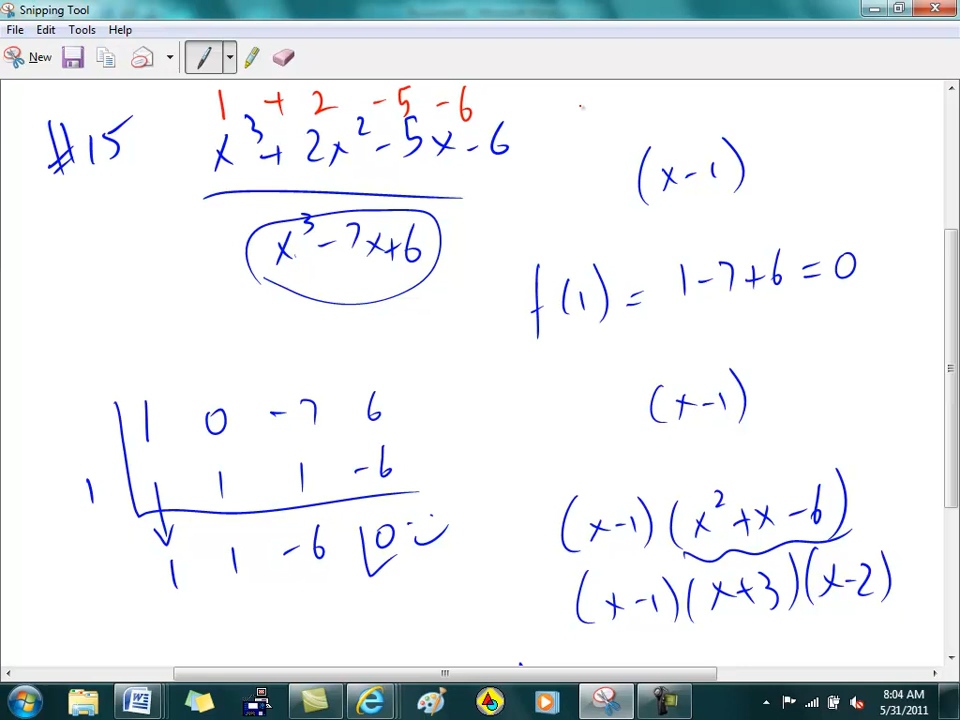 Snipping Tool
File Edit Tools Help
New
1 + 2 - 5 - 6
#15 x³ + 2x² - 5x - 6
x³ - 7x + 6
(x-1)
f(1) = 1-7+6 = 0
(x-1)
1 0 -7 6
1 1 1 -6
1 1 -6 0
(x-1)(x²+x-6)
(x-1)(x+3)(x-2)
8:04 AM
5/31/2011